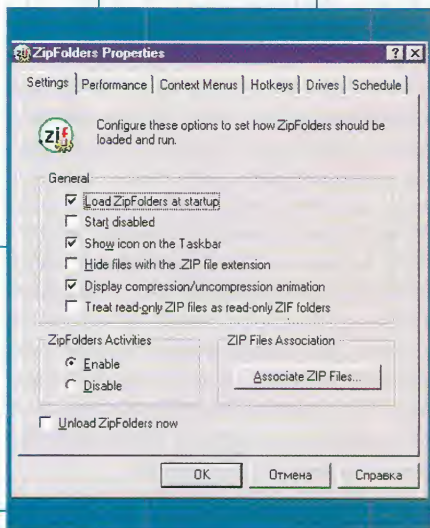 ZipFolders Properties
Settings Performance Context Menus Hotkeys Drives Schedule
zif
Configure these options to set how ZipFolders should be
loaded and run.
General
Load ZipFolders at startup
Start disabled
Show icon on the Taskbar
Hide files with the .ZIP file extension
Display compression/uncompression animation
Treat read-only ZIP files as read-only ZIF folders
ZipFolders Activities
ZIP Files Association
Enable
Disable
Associate ZIP Files...
Unload ZipFolders now
OK Отмена Справка